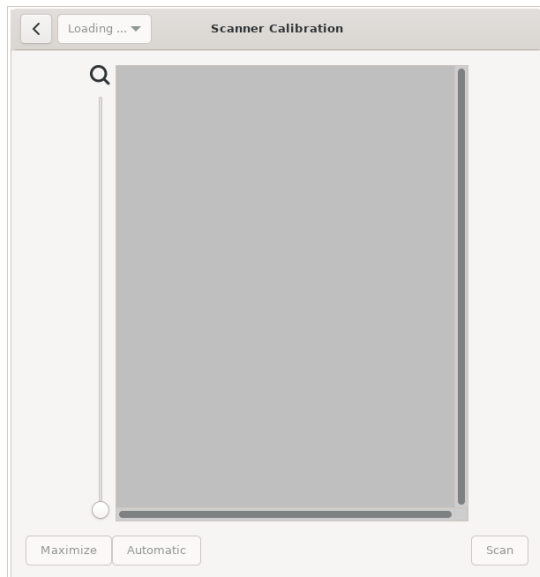 Loading ...
Scanner Calibration
Maximize
Automatic
Scan